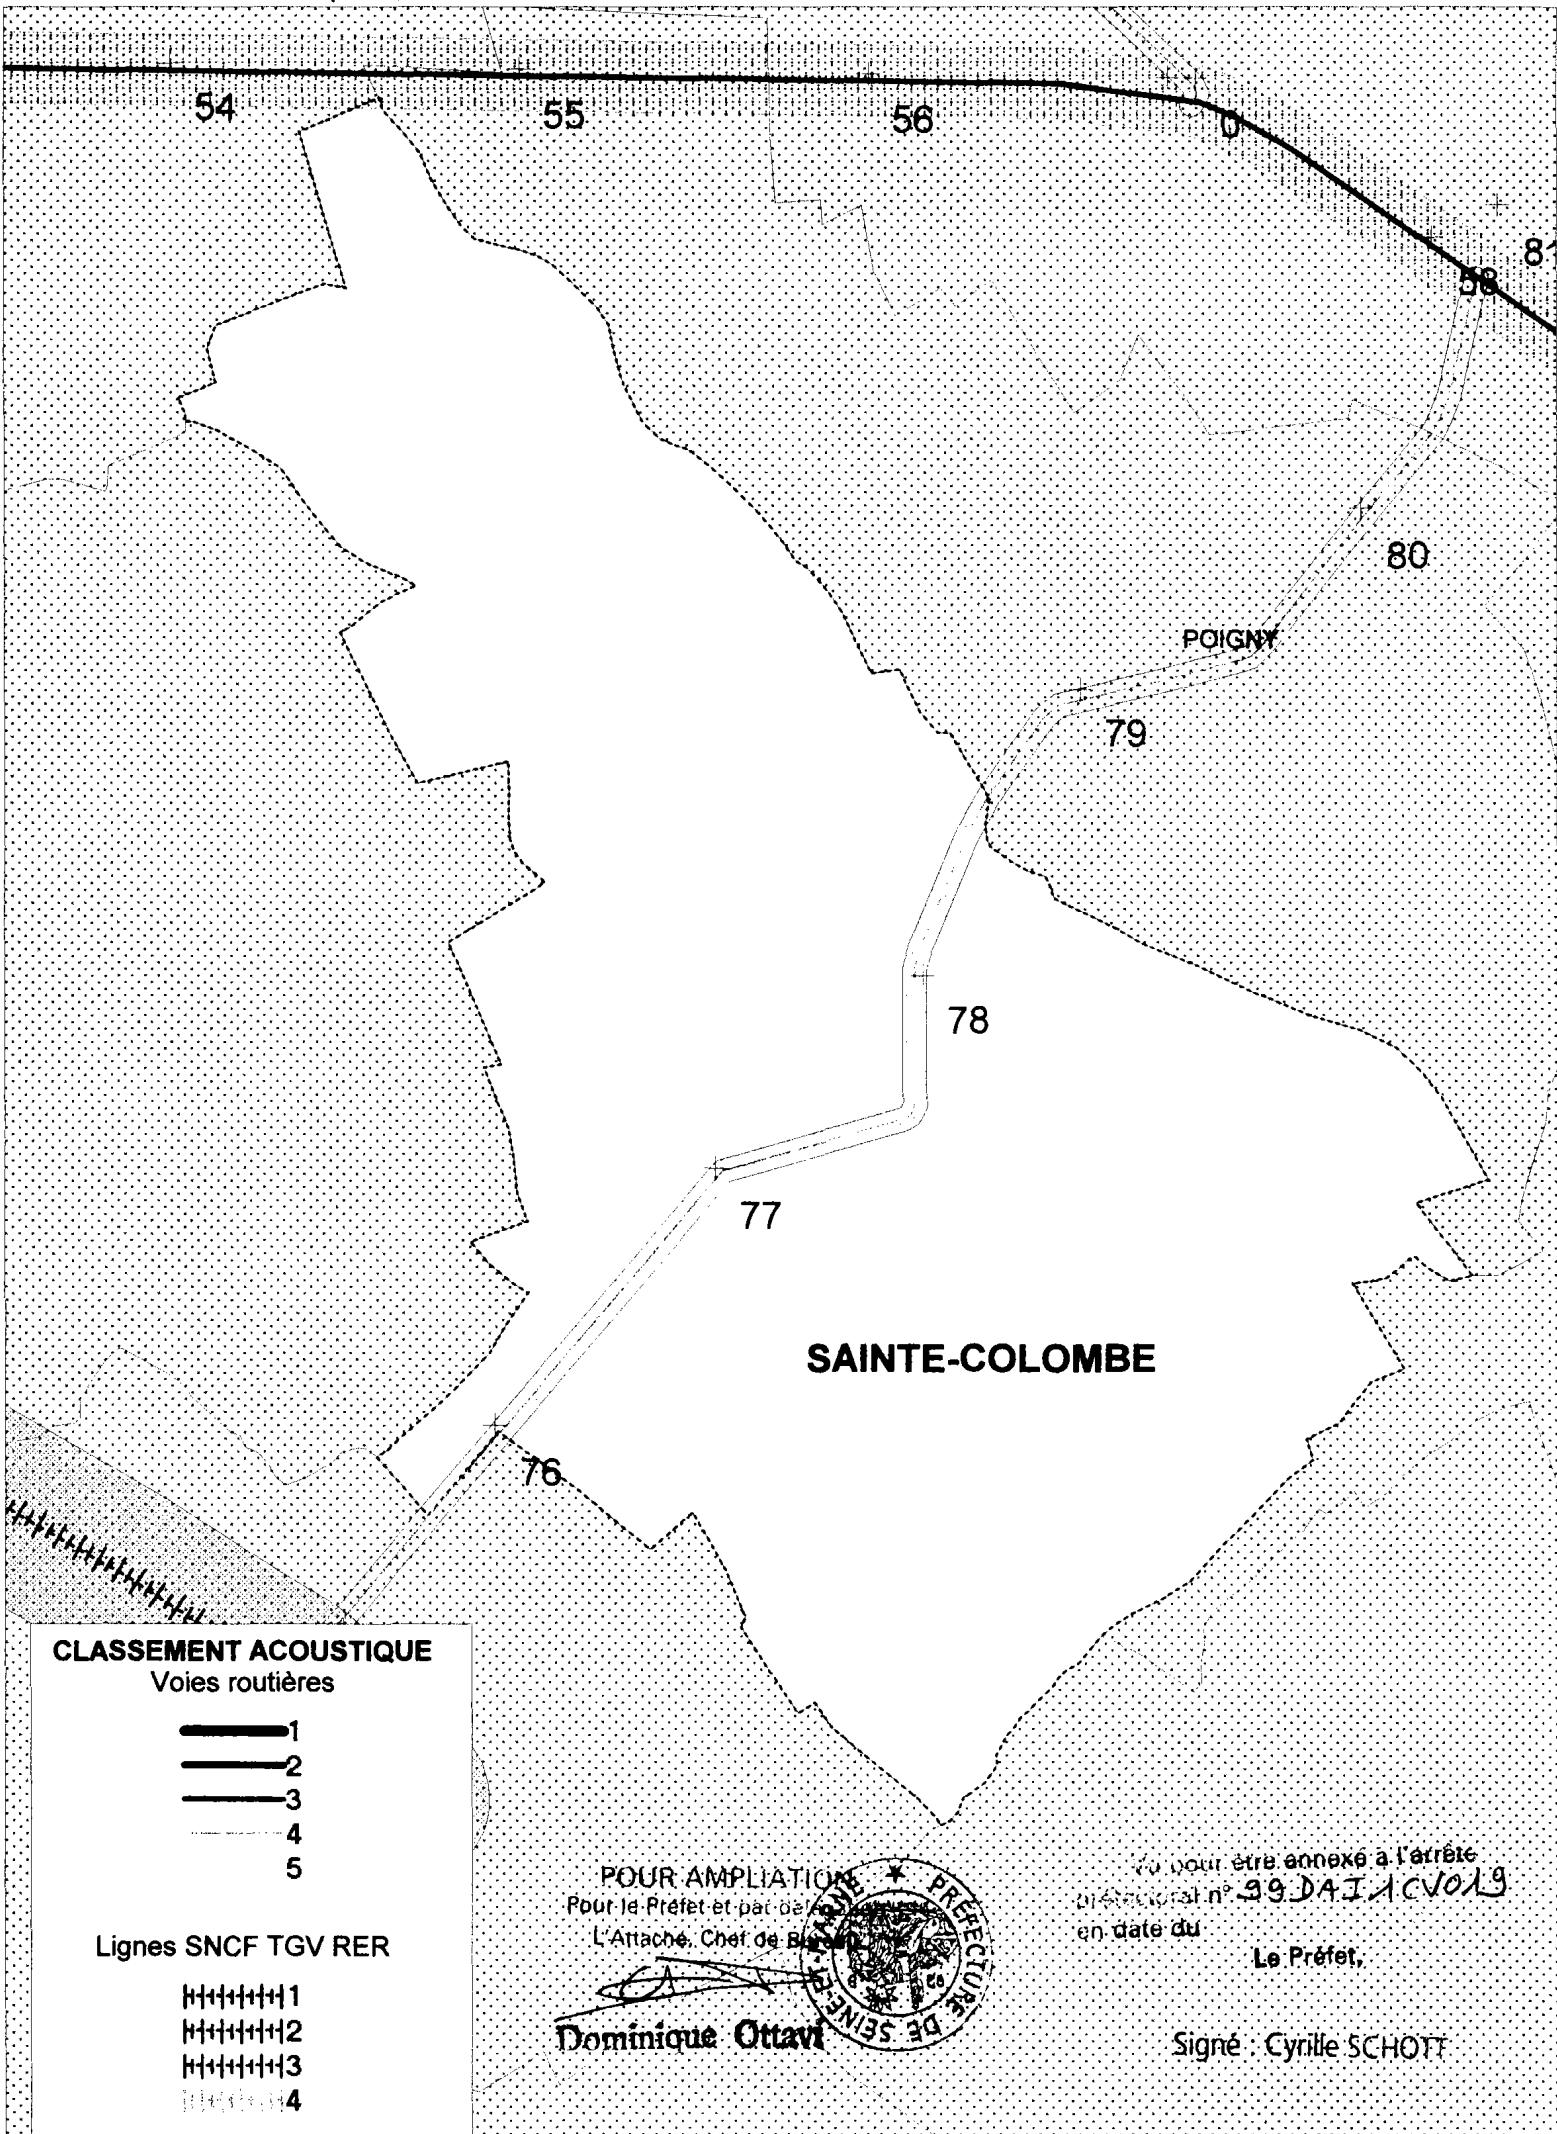 54
55
56
0
81
58
80
POIGNY
79
78
77
SAINTE-COLOMBE
76
CLASSEMENT ACOUSTIQUE
Voies routières
1
2
3
4
5
Lignes SNCF TGV RER
1
2
3
4
POUR AMPLIATION
Pour le Préfet et par
L'Attaché, Chef de
Dominique Ottavi
PRÉFECTURE DE SEINE-ET-MARNE
Vu pour être annexé à l'arrêté
préfectoral n° 99 DAI 1 CV 019
en date du
Le Préfet,
Signé : Cyrille SCHOTT